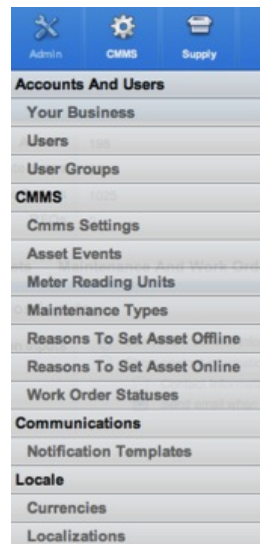 Admin CMMS Supply
Accounts And Users
Your Business
Users
User Groups
CMMS
Cmms Settings
Asset Events
Meter Reading Units
Maintenance Types
Reasons To Set Asset Offline
Reasons To Set Asset Online
Work Order Statuses
Communications
Notification Templates
Locale
Currencies
Localizations